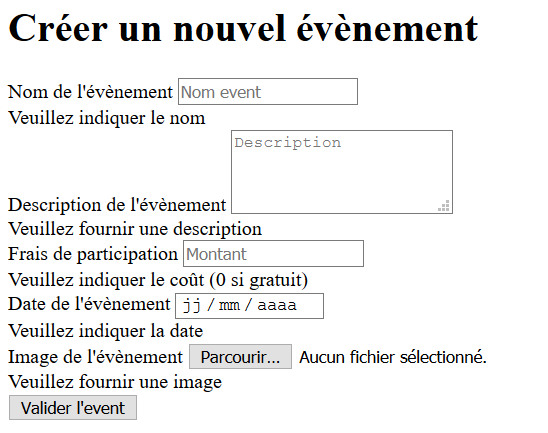 Créer un nouvel évènement
Nom de l'évènement Nom event
Veuillez indiquer le nom
Description
Description de l'évènement
Veuillez fournir une description
Frais de participation Montant
Veuillez indiquer le coût (0 si gratuit)
Date de l'évènement jj / mm / aaaa
Veuillez indiquer la date
Image de l'évènement Parcourir... Aucun fichier sélectionné.
Veuillez fournir une image
Valider l'event